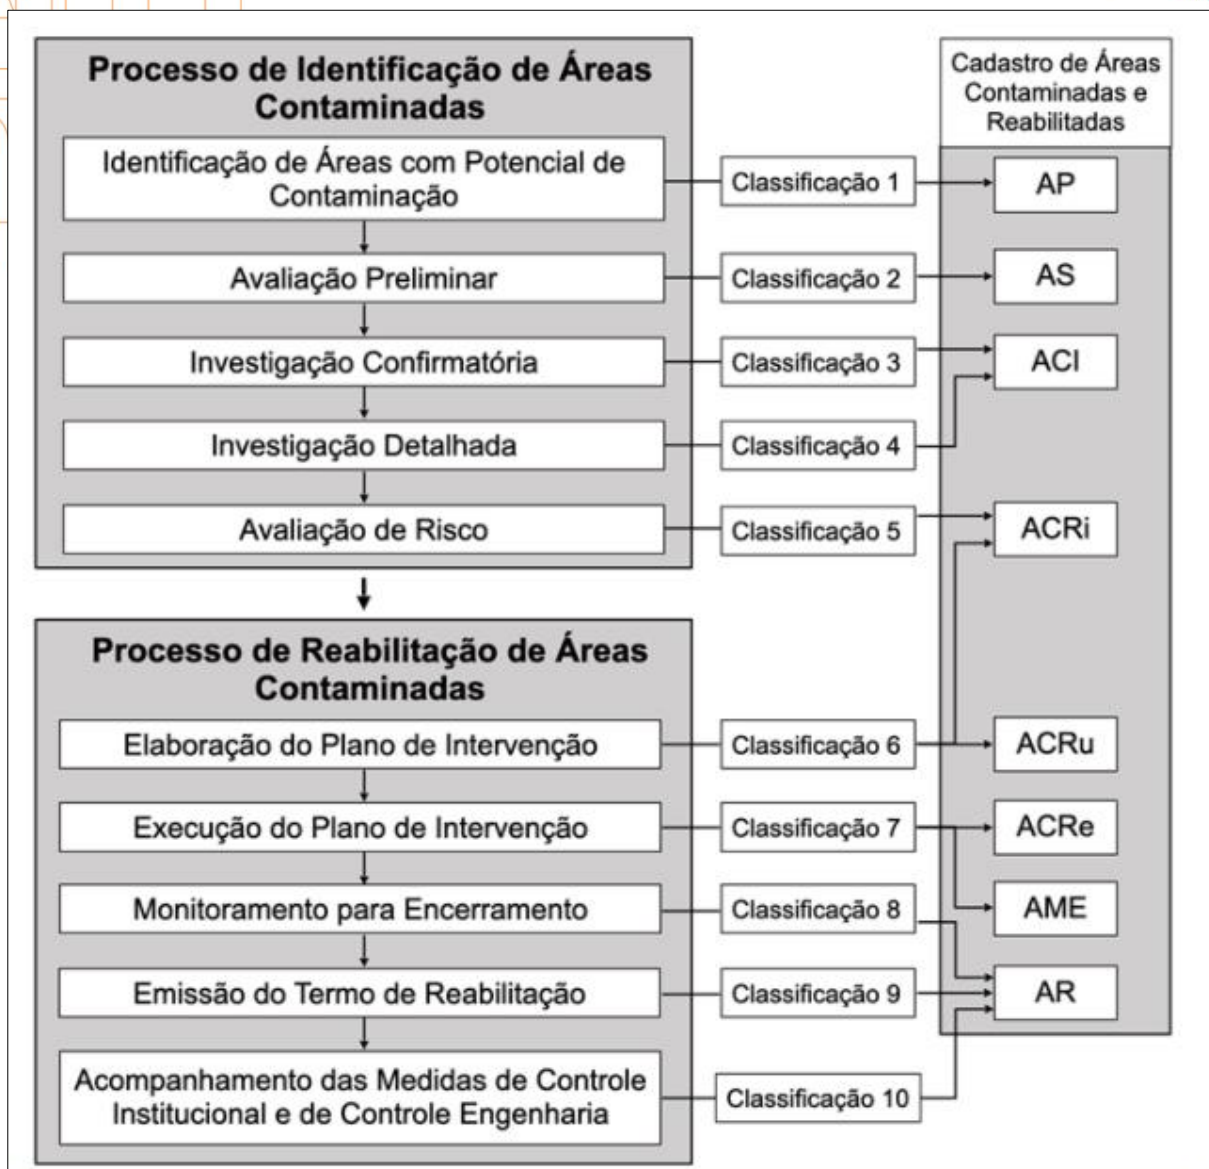 Processo de Identificação de Áreas
Contaminadas
Identificação de Áreas com Potencial de
Contaminação
Avaliação Preliminar
Investigação Confirmatória
Investigação Detalhada
Avaliação de Risco
Classificação 1
Classificação 2
Classificação 3
Classificação 4
Classificação 5
Processo de Reabilitação de Áreas
Contaminadas
Elaboração do Plano de Intervenção
Execução do Plano de Intervenção
Monitoramento para Encerramento
Emissão do Termo de Reabilitação
Acompanhamento das Medidas de Controle
Institucional e de Controle Engenharia
Classificação 6
Classificação 7
Classificação 8
Classificação 9
Classificação 10
Cadastro de Áreas
Contaminadas e
Reabilitadas
AP
AS
ACI
ACRi
ACRu
ACRe
AME
AR